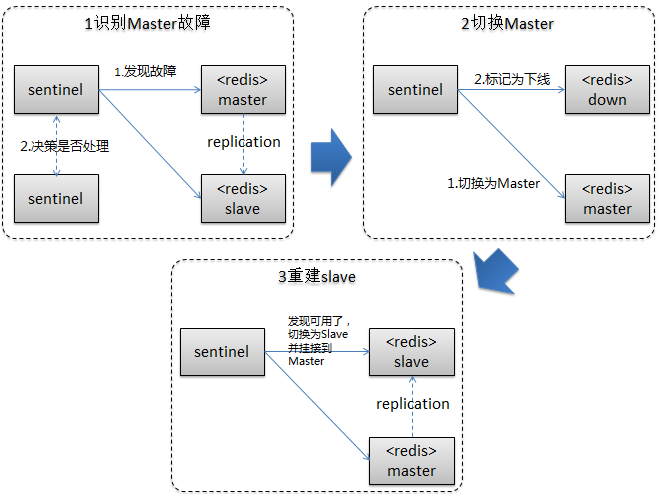 1识别Master故障
sentinel
1.发现故障
<redis>
master
2.决策是否处理
replication
sentinel
<redis>
slave
2切换Master
sentinel
2.标记为下线
<redis>
down
1.切换为Master
<redis>
master
3重建slave
sentinel
发现可用了，
切换为Slave
并挂接到
Master
<redis>
slave
replication
<redis>
master